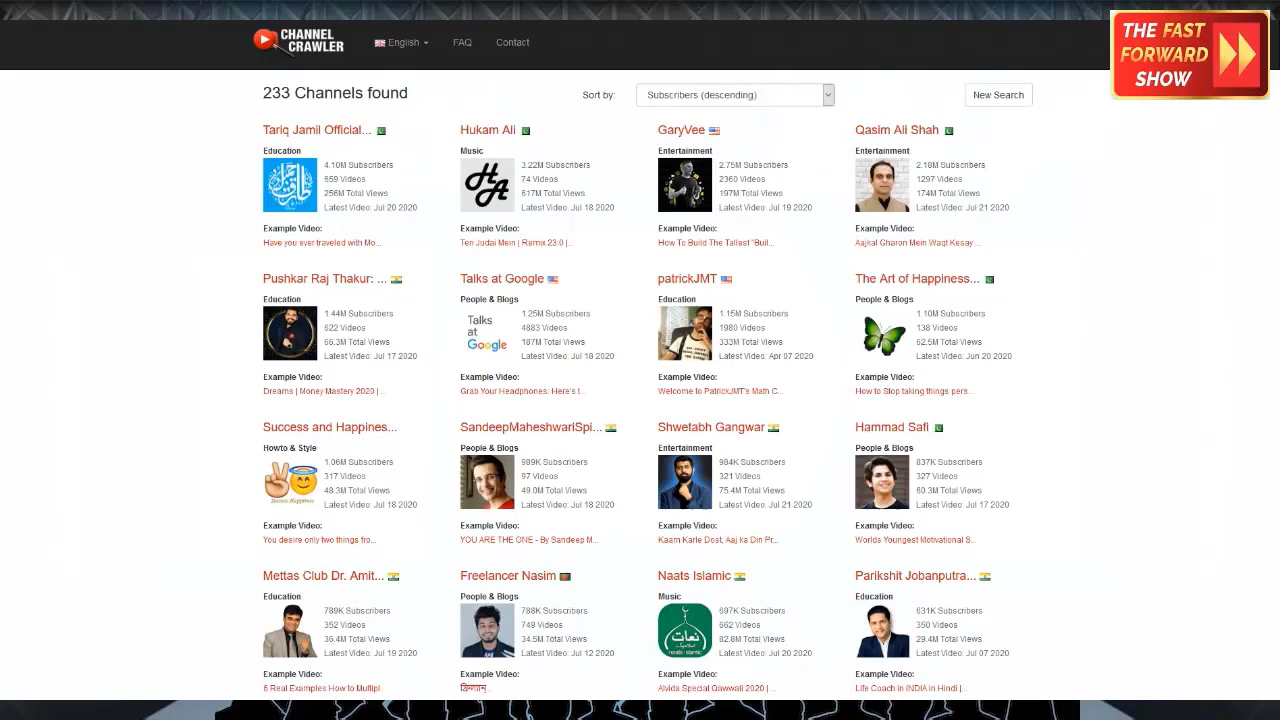 CHANNEL
CRAWLER
English
FAQ
Contact
THE FAST
FORWARD
SHOW
233 Channels found
Sort by:
Subscribers (descending)
New Search
Tariq Jamil Official...
Education
4.10M Subscribers
559 Videos
256M Total Views
Latest Video: Jul 20 2020
Example Video:
Have you ever traveled with Mo...
Hukam Ali
Music
3.22M Subscribers
74 Videos
617M Total Views
Latest Video: Jul 18 2020
Example Video:
Teri Judai Mein | Remix 23.0 |...
GaryVee
Entertainment
2.75M Subscribers
2360 Videos
197M Total Views
Latest Video: Jul 19 2020
Example Video:
How To Build The Tallest "Buil...
Qasim Ali Shah
Entertainment
2.18M Subscribers
1297 Videos
174M Total Views
Latest Video: Jul 21 2020
Example Video:
Aajkal Gharon Mein Waqt Kesay...
Pushkar Raj Thakur: ...
Education
1.44M Subscribers
622 Videos
66.3M Total Views
Latest Video: Jul 17 2020
Example Video:
Dreams | Money Mastery 2020 | ...
Talks at Google
People & Blogs
Talks
at
Google
1.25M Subscribers
4883 Videos
187M Total Views
Latest Video: Jul 18 2020
Example Video:
Grab Your Headphones: Here's t...
patrickJMT
Education
1.15M Subscribers
1980 Videos
333M Total Views
Latest Video: Apr 07 2020
Example Video:
Welcome to PatrickJMT's Math C...
The Art of Happiness...
People & Blogs
1.10M Subscribers
138 Videos
62.5M Total Views
Latest Video: Jun 20 2020
Example Video:
How to Stop taking things pers...
Success and Happines...
Howto & Style
1.06M Subscribers
317 Videos
48.3M Total Views
Latest Video: Jul 18 2020
Example Video:
You desire only two things fro...
SandeepMaheshwariSpi...
People & Blogs
989K Subscribers
97 Videos
49.0M Total Views
Latest Video: Jul 18 2020
Example Video:
YOU ARE THE ONE - By Sandeep M...
Shwetabh Gangwar
Entertainment
984K Subscribers
321 Videos
75.4M Total Views
Latest Video: Jul 21 2020
Example Video:
Kaam Karle Dost, Aaj ka Din Pr...
Hammad Safi
People & Blogs
837K Subscribers
327 Videos
60.3M Total Views
Latest Video: Jul 17 2020
Example Video:
Worlds Youngest Motivational S...
Mettas Club Dr. Amit...
Education
789K Subscribers
352 Videos
36.4M Total Views
Latest Video: Jul 19 2020
Example Video:
6 Real Examples How to Multipl
Freelancer Nasim
People & Blogs
788K Subscribers
749 Videos
34.5M Total Views
Latest Video: Jul 12 2020
Example Video:
Naats Islamic
Music
نعات
naats islamic
697K Subscribers
662 Videos
82.8M Total Views
Latest Video: Jul 20 2020
Example Video:
Alvida Special Qawwali 2020 | ...
Parikshit Jobanputra...
Education
631K Subscribers
350 Videos
29.4M Total Views
Latest Video: Jul 07 2020
Example Video:
Life Coach in INDIA in Hindi |...